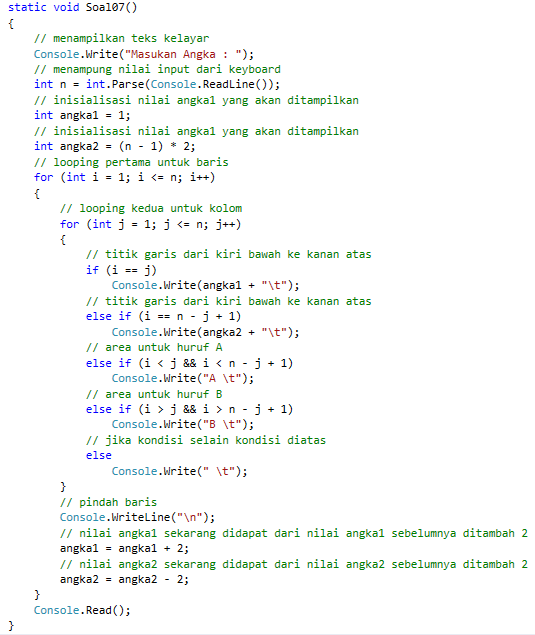 static void Soal07()
{
    // menampilkan teks kelayar
    Console.Write("Masukan Angka : ");
    // menampung nilai input dari keyboard
    int n = int.Parse(Console.ReadLine());
    // inisialisasi nilai angka1 yang akan ditampilkan
    int angka1 = 1;
    // inisialisasi nilai angka1 yang akan ditampilkan
    int angka2 = (n - 1) * 2;
    // looping pertama untuk baris
    for (int i = 1; i <= n; i++)
    {
        // looping kedua untuk kolom
        for (int j = 1; j <= n; j++)
        {
            // titik garis dari kiri bawah ke kanan atas
            if (i == j)
                Console.Write(angka1 + "\t");
            // titik garis dari kiri bawah ke kanan atas
            else if (i == n - j + 1)
                Console.Write(angka2 + "\t");
            // area untuk huruf A
            else if (i < j && i < n - j + 1)
                Console.Write("A \t");
            // area untuk huruf B
            else if (i > j && i > n - j + 1)
                Console.Write("B \t");
            // jika kondisi selain kondisi diatas
            else
                Console.Write(" \t");
        }
        // pindah baris
        Console.WriteLine("\n");
        // nilai angka1 sekarang didapat dari nilai angka1 sebelumnya ditambah 2
        angka1 = angka1 + 2;
        // nilai angka2 sekarang didapat dari nilai angka2 sebelumnya ditambah 2
        angka2 = angka2 - 2;
    }
    Console.Read();
}